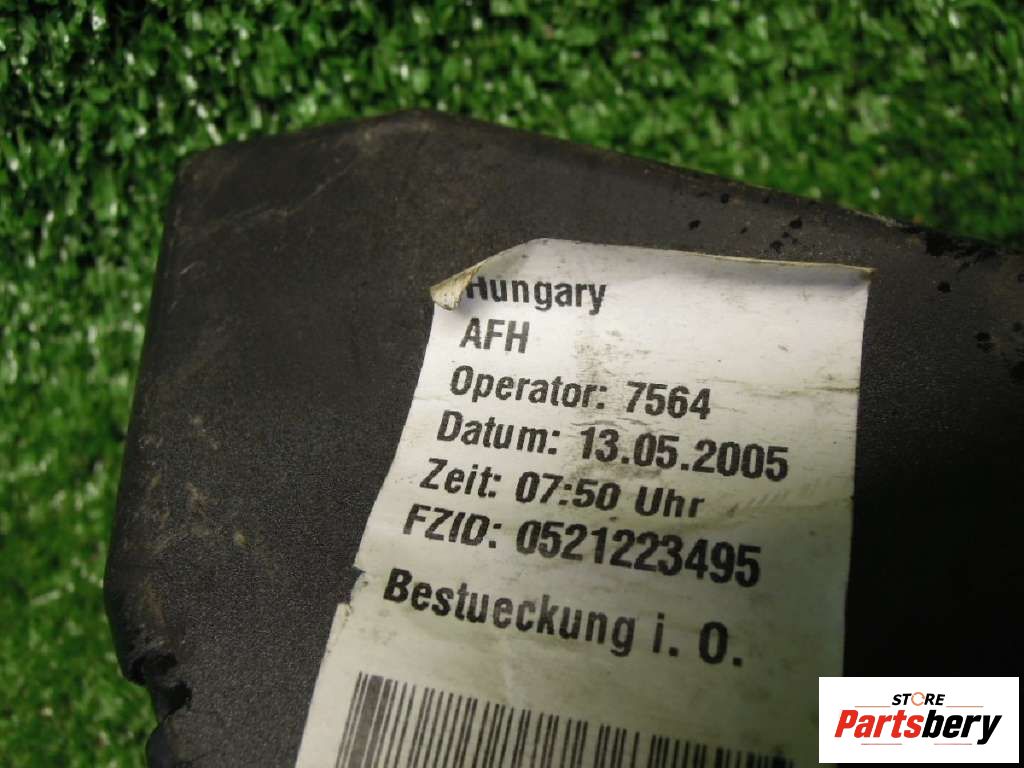 Hungary
AFH
Operator: 7564
Datum: 13.05.2005
Zeit: 07:50 Uhr
FZID: 0521223495
Bestueckung i. O.
STORE
Partsbery